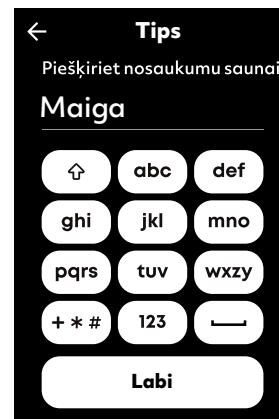 Tips
Piešķiriet nosaukumu saunai
Maiga
abc def
ghi jkl mno
pqrs tuv wxzy
+ * # 123
Labi